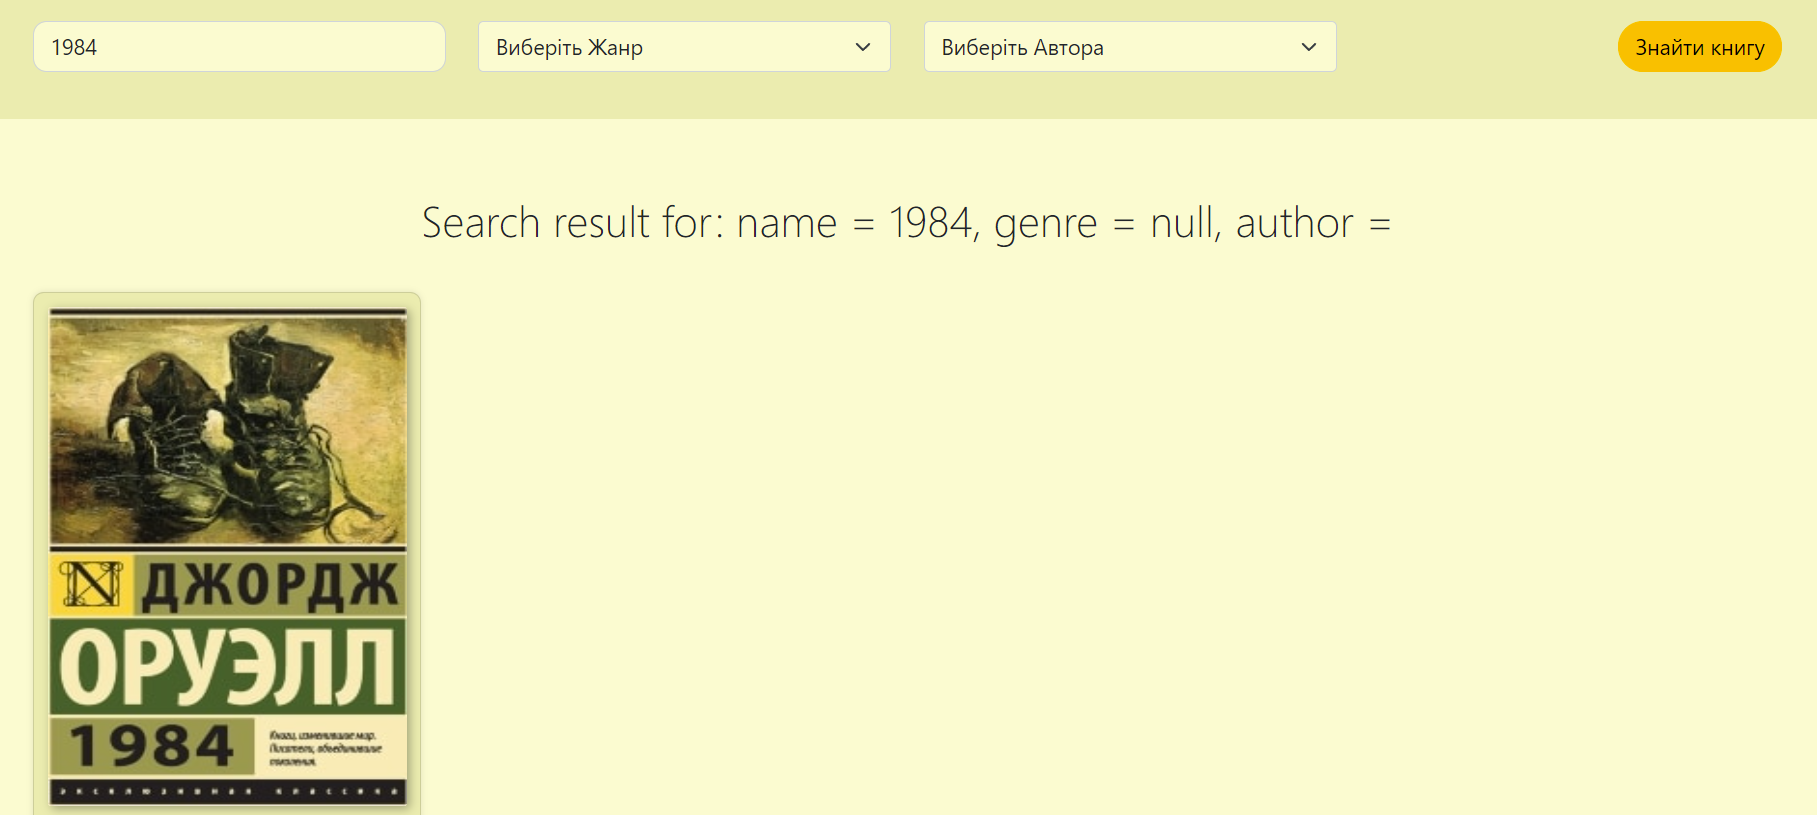 1984
Виберіть Жанр
Виберіть Автора
Знайти книгу
Search result for: name = 1984, genre = null, author =
N ДЖОРДЖ
ОРУЭЛЛ
1984
Книги, изменившие мир.
Писатели, объединившие
поколения.
эксклюзивная классика